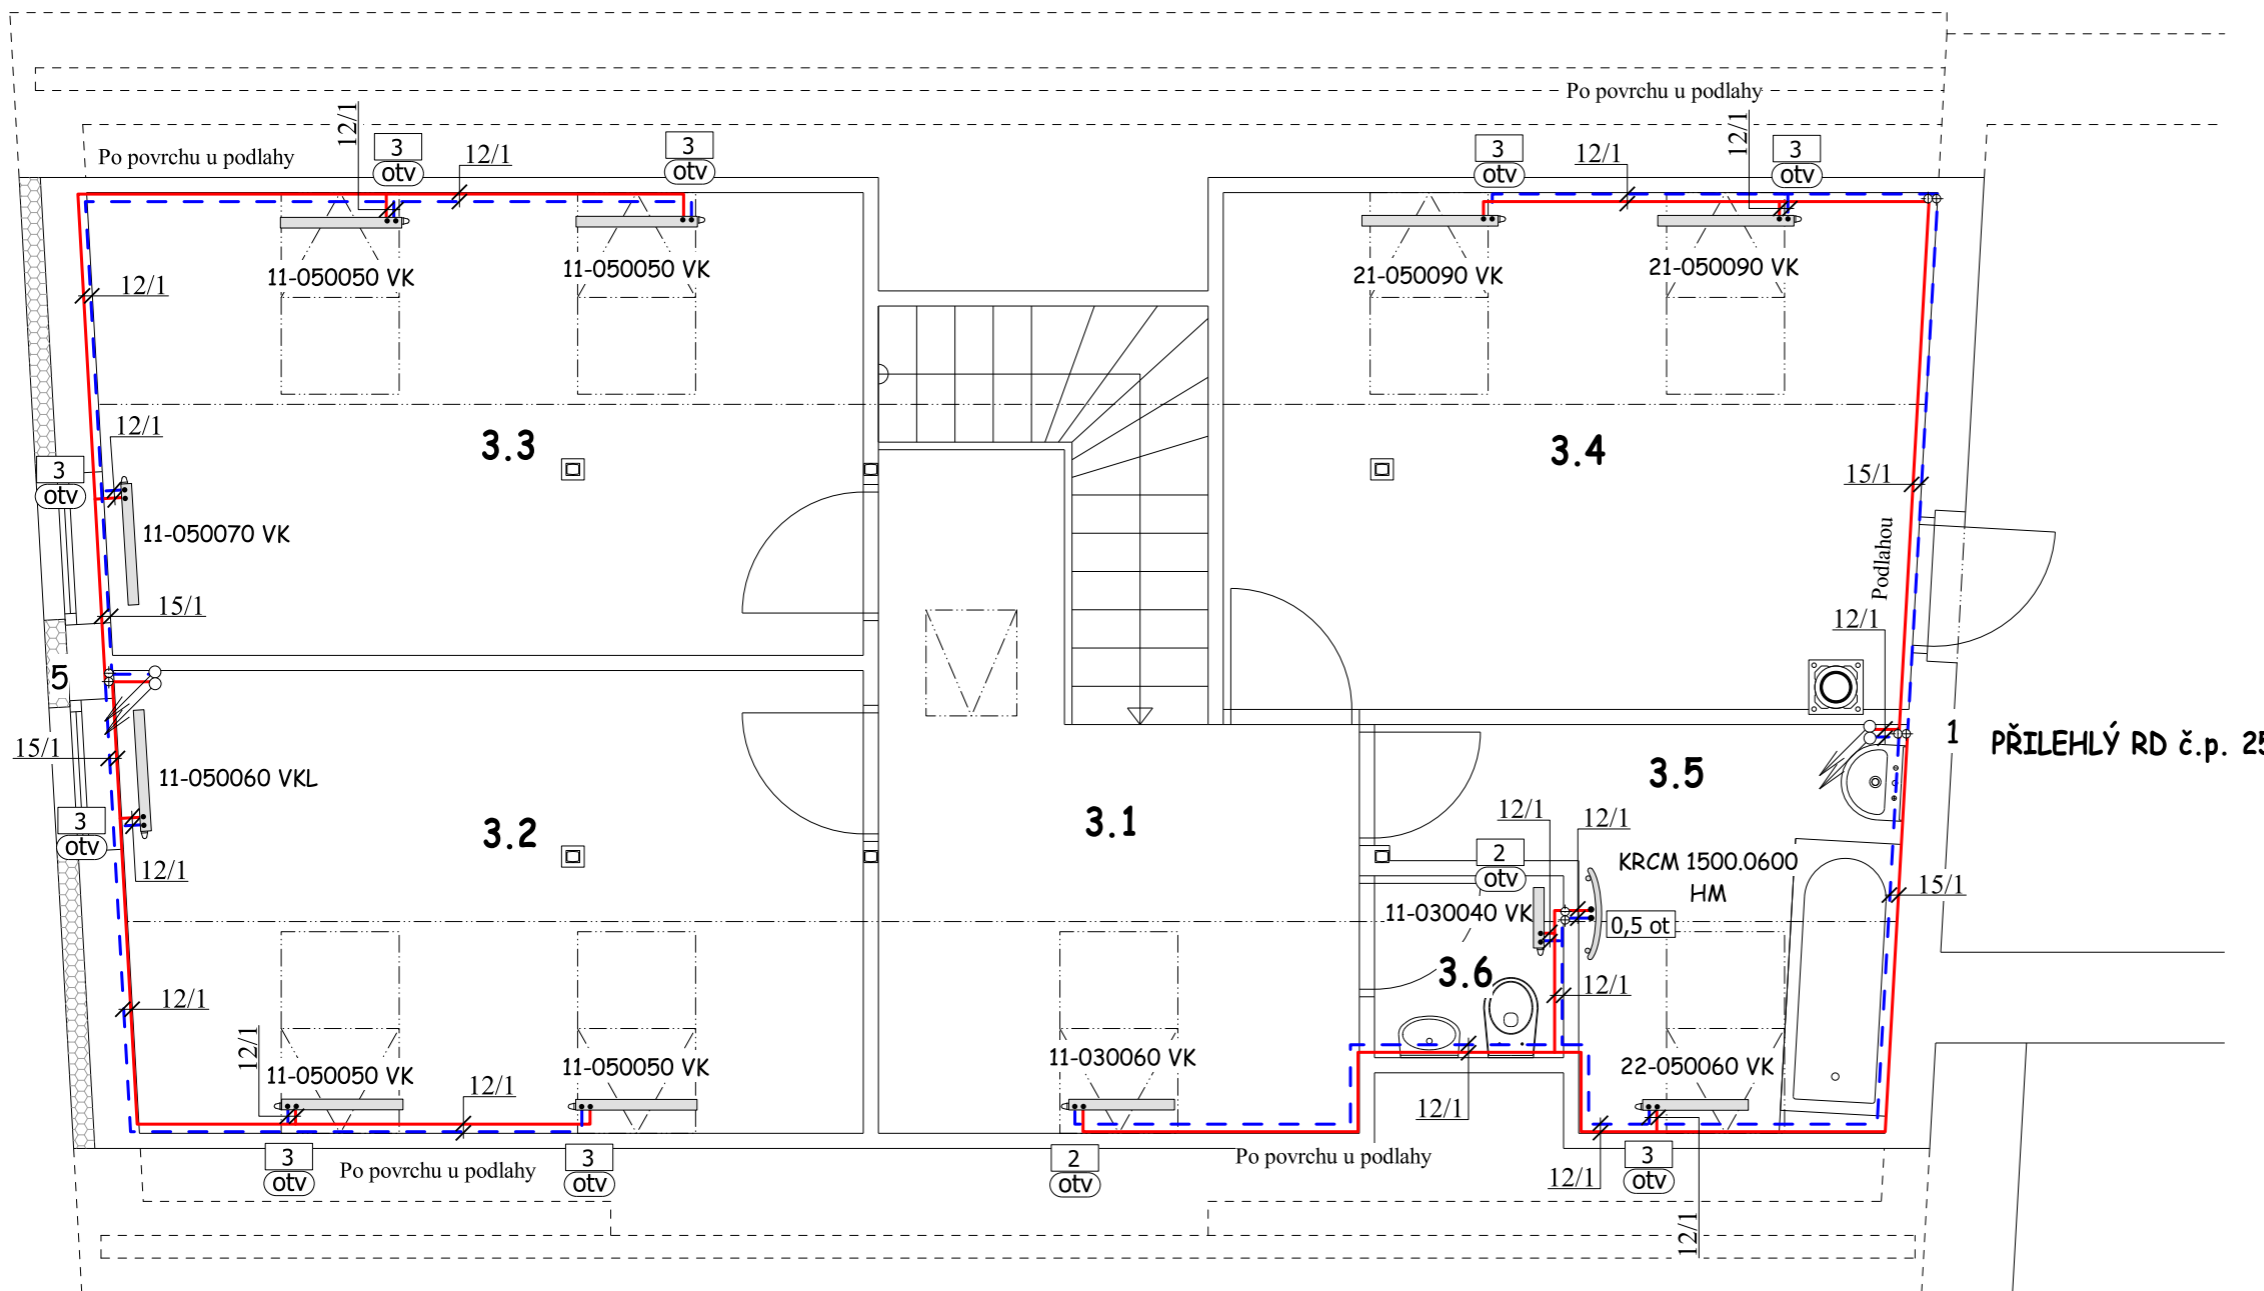 Po povrchu u podlahy
12/1
12/1
Po povrchu u podlahy
3
otv
12/1
3
otv
3
otv
12/1
3
otv
11-050050 VK
11-050050 VK
21-050090 VK
21-050090 VK
12/1
12/1
3.3
3.4
3
otv
15/1
11-050070 VK
Podlahou
15/1
12/1
5
1
PŘILEHLÝ RD č.p. 25
15/1
11-050060 VKL
3.5
3
otv
3.2
3.1
12/1
12/1
2
otv
KRCM 1500.0600
HM
12/1
15/1
11-030040 VK
0,5 ot
3.6
12/1
12/1
12/1
11-050050 VK
11-050050 VK
11-030060 VK
22-050060 VK
12/1
12/1
3
otv
Po povrchu u podlahy
3
otv
2
otv
Po povrchu u podlahy
3
otv
12/1
12/1